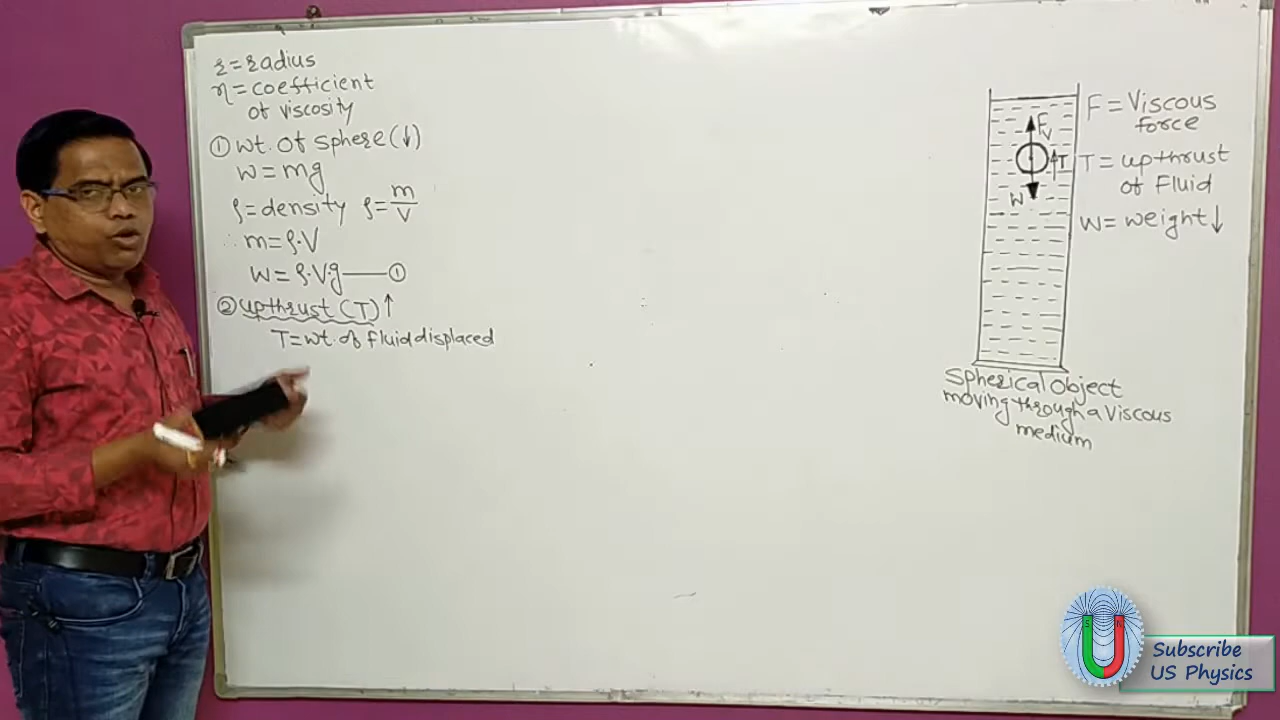 r=radius
η=coefficient
of viscosity
① wt. of sphere(↓)
W=mg
ρ=density ρ=m/V
∴ m=ρ.V
W=ρ.V.g——①
② upthrust(T)↑
T=wt. of fluid displaced
Fv
T
W
F=Viscous
force
T=upthrust
of Fluid
W=weight↓
Spherical Object
moving through a Viscous
medium
S N
U
Subscribe
US Physics